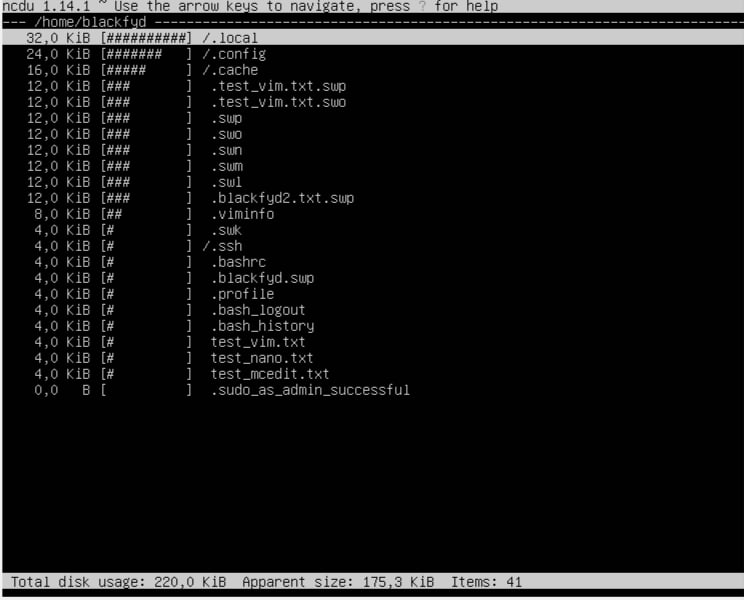 ncdu 1.14.1 ~ Use the arrow keys to navigate, press ? for help
--- /home/blackfyd ---------------------------------------------------------------------------
32,0 KiB [##########] /.local
24,0 KiB [#######   ] /.config
16,0 KiB [#####     ] /.cache
12,0 KiB [###       ]  .test_vim.txt.swp
12,0 KiB [###       ]  .test_vim.txt.swo
12,0 KiB [###       ]  .swp
12,0 KiB [###       ]  .swo
12,0 KiB [###       ]  .swn
12,0 KiB [###       ]  .swm
12,0 KiB [###       ]  .swl
12,0 KiB [###       ]  .blackfyd2.txt.swp
8,0 KiB [##        ]  .viminfo
4,0 KiB [#         ]  .swk
4,0 KiB [#         ] /.ssh
4,0 KiB [#         ]  .bashrc
4,0 KiB [#         ]  .blackfyd.swp
4,0 KiB [#         ]  .profile
4,0 KiB [#         ]  .bash_logout
4,0 KiB [#         ]  .bash_history
4,0 KiB [#         ]  test_vim.txt
4,0 KiB [#         ]  test_nano.txt
4,0 KiB [#         ]  test_mcedit.txt
0,0   B [          ]  .sudo_as_admin_successful
Total disk usage: 220,0 KiB  Apparent size: 175,3 KiB  Items: 41